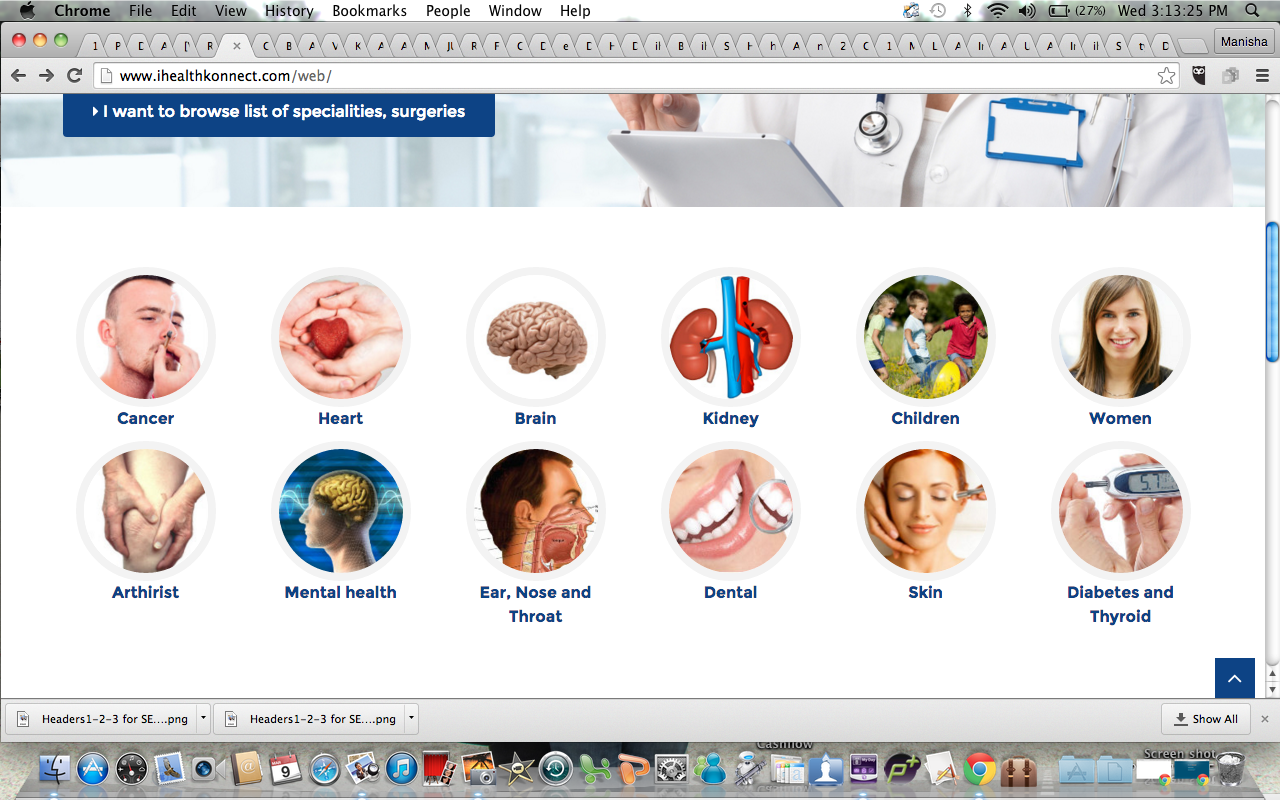 Chrome File Edit View History Bookmarks People Window Help (27%) Wed 3:13:25 PM
Manisha
www.ihealthkonnect.com/web/
I want to browse list of specialities, surgeries
Cancer Heart Brain Kidney Children Women
5.7
Arthirist Mental health Ear, Nose and Throat Dental Skin Diabetes and Thyroid
Headers1-2-3 for SE....png Headers1-2-3 for SE....png Show All
Cashflow
Screen shot
9